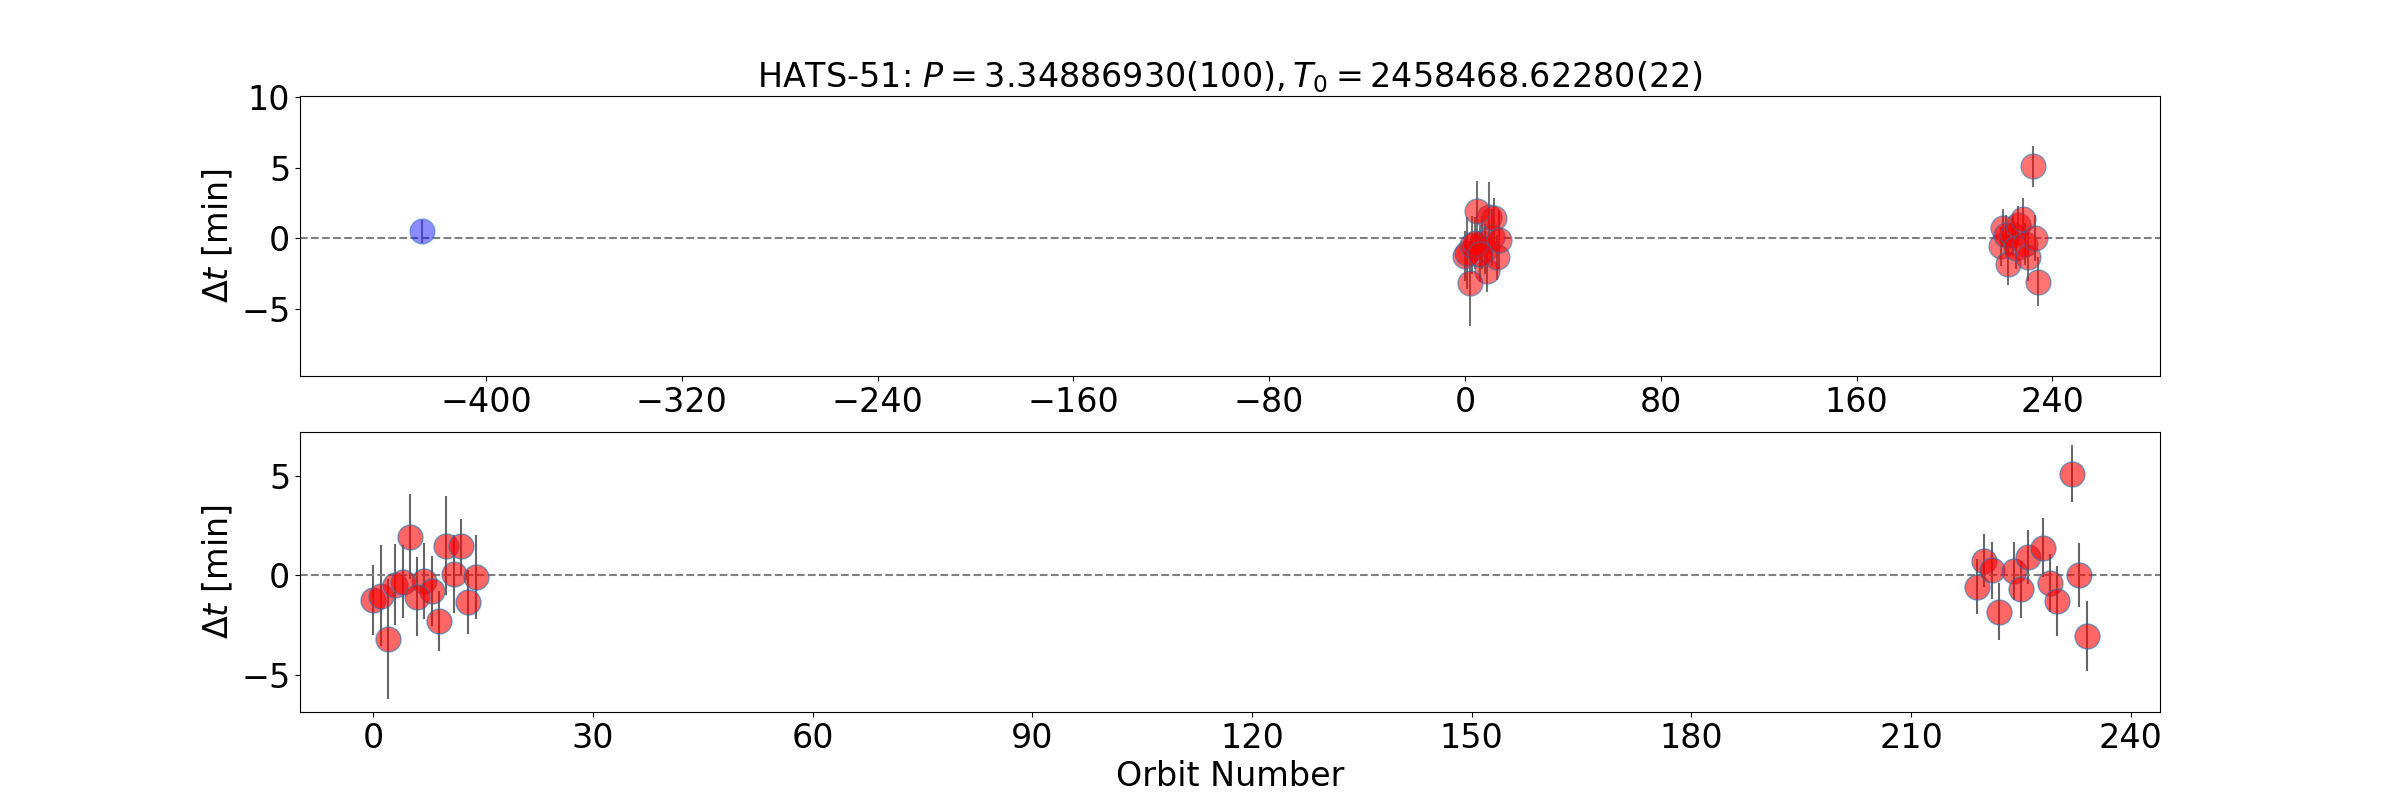 HATS-51: P = 3.34886930(100), T₀ = 2458468.62280(22)
10
5
0
−5
Δt [min]
−400 −320 −240 −160 −80 0 80 160 240
5
0
−5
Δt [min]
0 30 60 90 120 150 180 210 240
Orbit Number